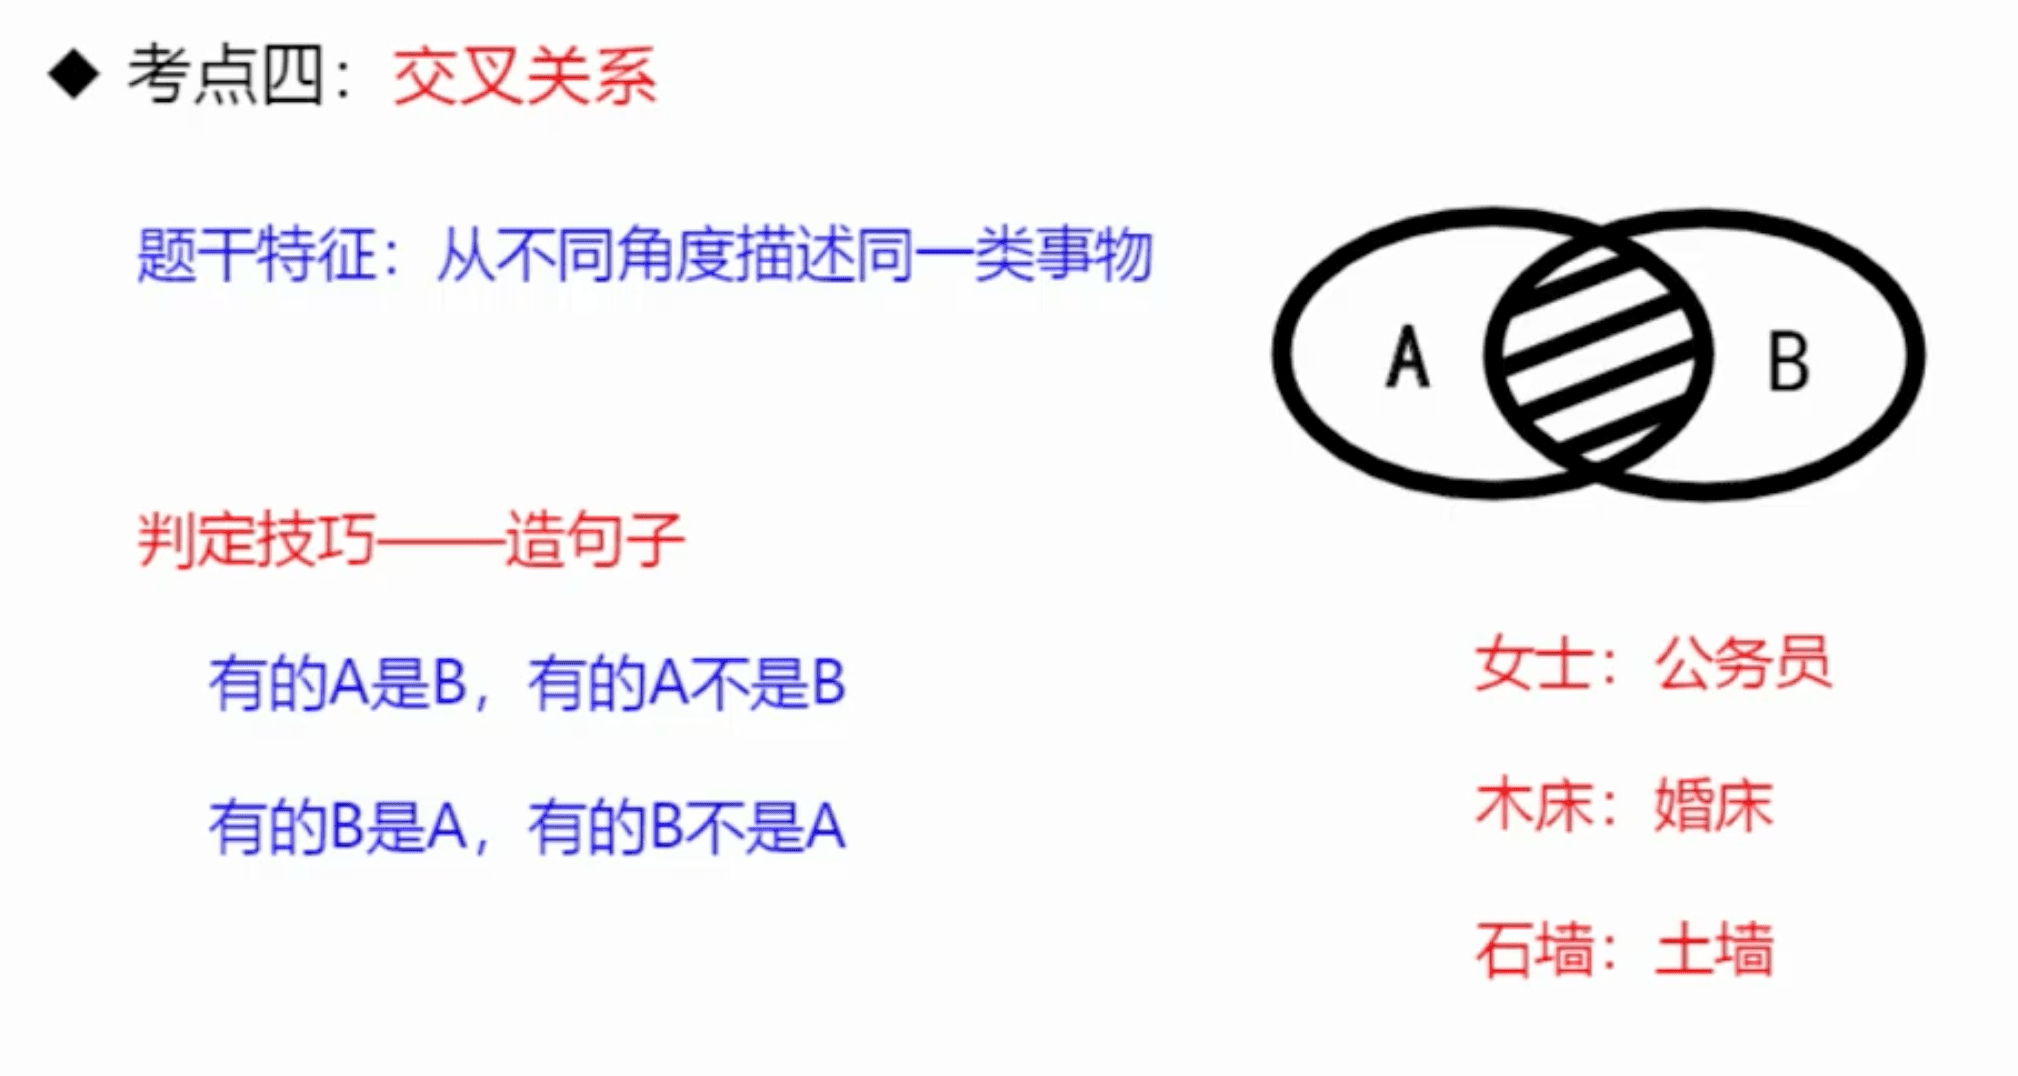 ◆ 考点四：交叉关系
题干特征：从不同角度描述同一类事物
A
B
判定技巧——造句子
有的A是B，有的A不是B
有的B是A，有的B不是A
女士：公务员
木床：婚床
石墙：土墙